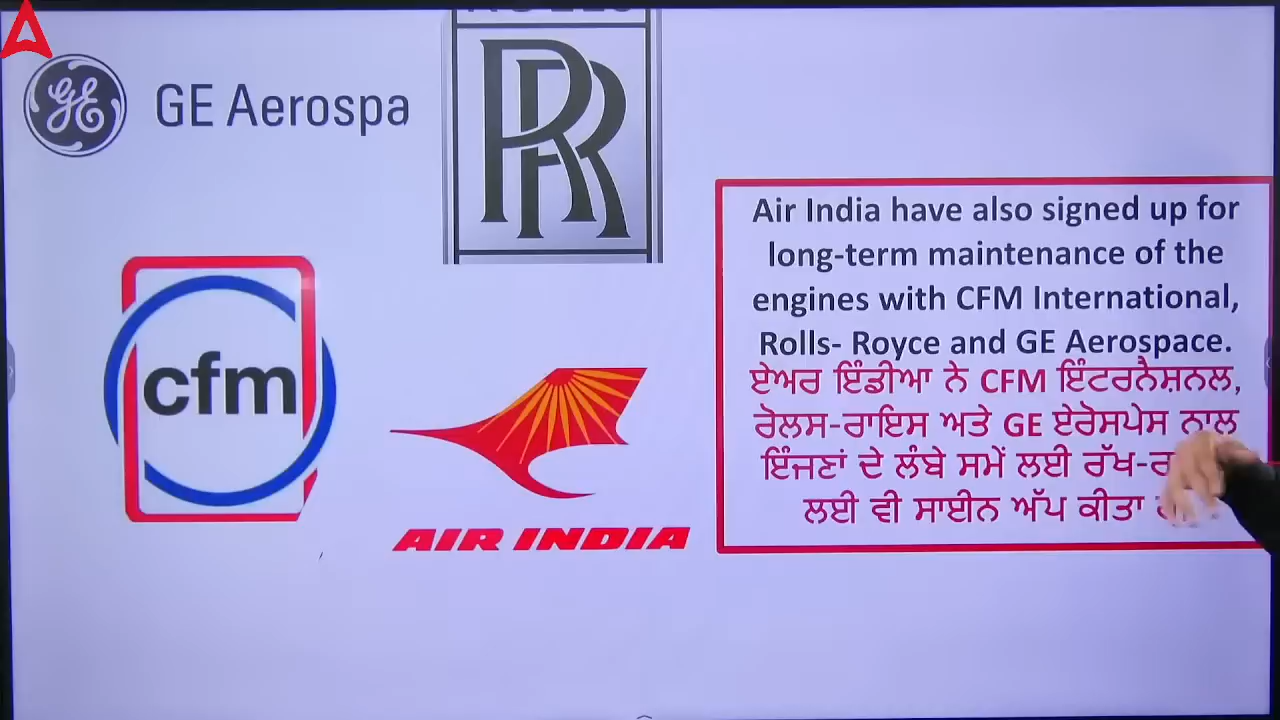 GE
GE Aerospa
RR
cfm
AIR INDIA
Air India have also signed up for
long-term maintenance of the
engines with CFM International,
Rolls- Royce and GE Aerospace.
ਏਅਰ ਇੰਡੀਆ ਨੇ CFM ਇੰਟਰਨੈਸ਼ਨਲ,
ਰੋਲਸ-ਰਾਇਸ ਅਤੇ GE ਏਰੋਸਪੇਸ ਨਾਲ
ਇੰਜਣਾਂ ਦੇ ਲੰਬੇ ਸਮੇਂ ਲਈ ਰੱਖ-
ਲਈ ਵੀ ਸਾਈਨ ਅੱਪ ਕੀਤਾ